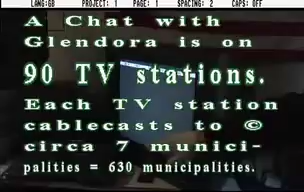 LANG:GB PROJECT: 1 PAGE: 1 SPACING: 2 CAPS: OFF
A Chat with
Glendora is on
90 TV stations.
Each TV station
cablecasts to ©
circa 7 munici-
palities = 630 municipalities.